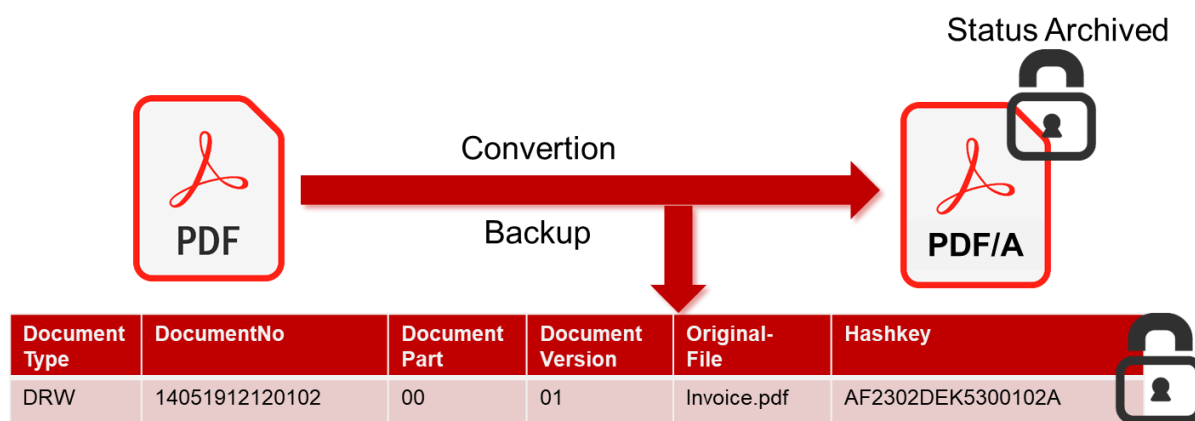 Status Archived
Convertion
PDF
Backup
PDF/A
Document Type DocumentNo Document Part Document Version Original-File Hashkey
DRW 14051912120102 00 01 Invoice.pdf AF2302DEK5300102A